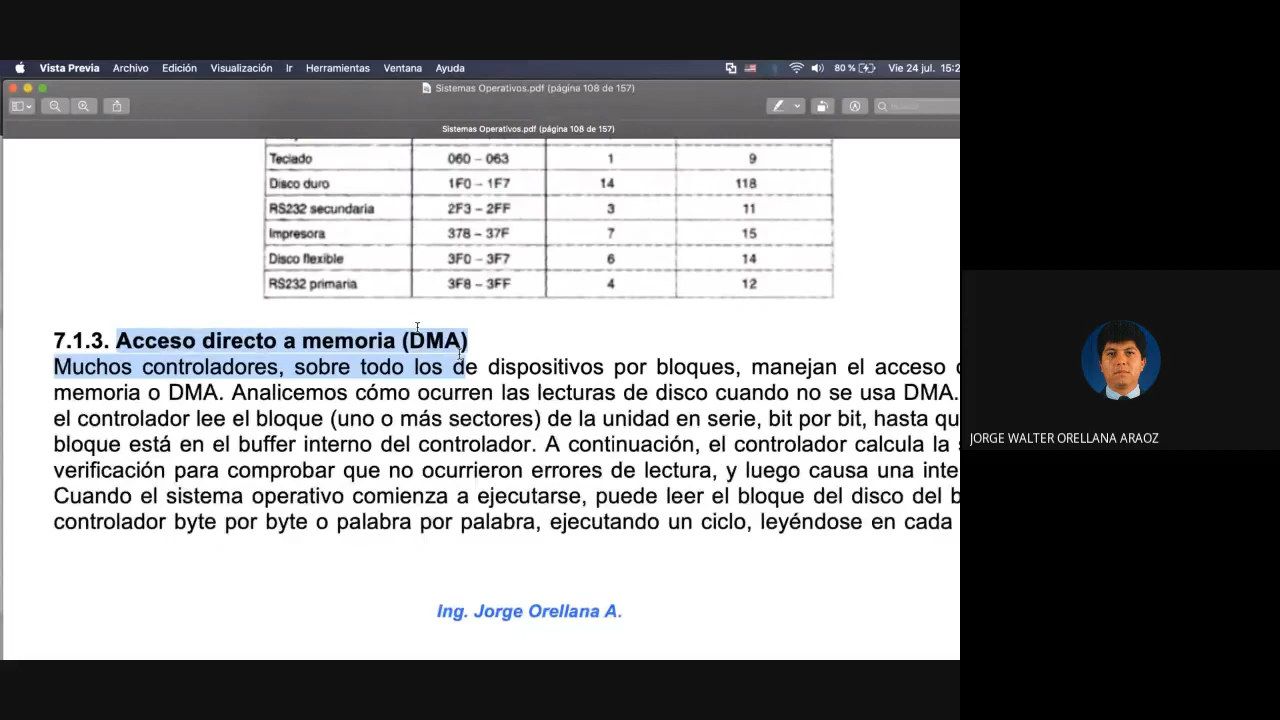 Vista Previa Archivo Edición Visualización Ir Herramientas Ventana Ayuda 80 % Vie 24 jul. 15:2
Sistemas Operativos.pdf (página 108 de 157)
Sistemas Operativos.pdf (página 108 de 157)
Teclado 060 – 063 1 9
Disco duro 1F0 – 1F7 14 118
RS232 secundaria 2F3 – 2FF 3 11
Impresora 378 – 37F 7 15
Disco flexible 3F0 – 3F7 6 14
RS232 primaria 3F8 – 3FF 4 12
7.1.3. Acceso directo a memoria (DMA)
Muchos controladores, sobre todo los de dispositivos por bloques, manejan el acceso
memoria o DMA. Analicemos cómo ocurren las lecturas de disco cuando no se usa DMA.
el controlador lee el bloque (uno o más sectores) de la unidad en serie, bit por bit, hasta qu
bloque está en el buffer interno del controlador. A continuación, el controlador calcula la
verificación para comprobar que no ocurrieron errores de lectura, y luego causa una inte
Cuando el sistema operativo comienza a ejecutarse, puede leer el bloque del disco del b
controlador byte por byte o palabra por palabra, ejecutando un ciclo, leyéndose en cada
Ing. Jorge Orellana A.
JORGE WALTER ORELLANA ARAOZ